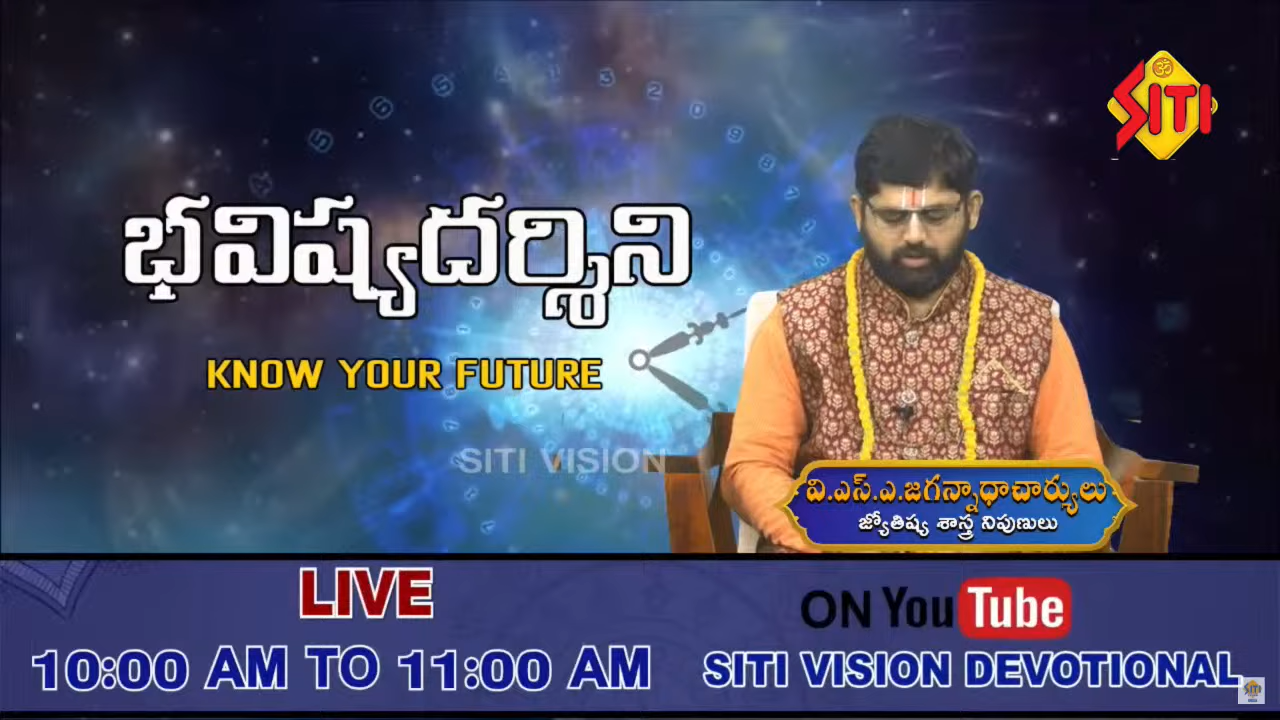 SITI
భవిష్యదర్శిని
KNOW YOUR FUTURE
SITI VISION
వి.ఎస్.ఎ.జగన్నాధాచార్యులు
జ్యోతిష్య శాస్త్ర నిపుణులు
LIVE
ON YouTube
10:00 AM TO 11:00 AM
SITI VISION DEVOTIONAL